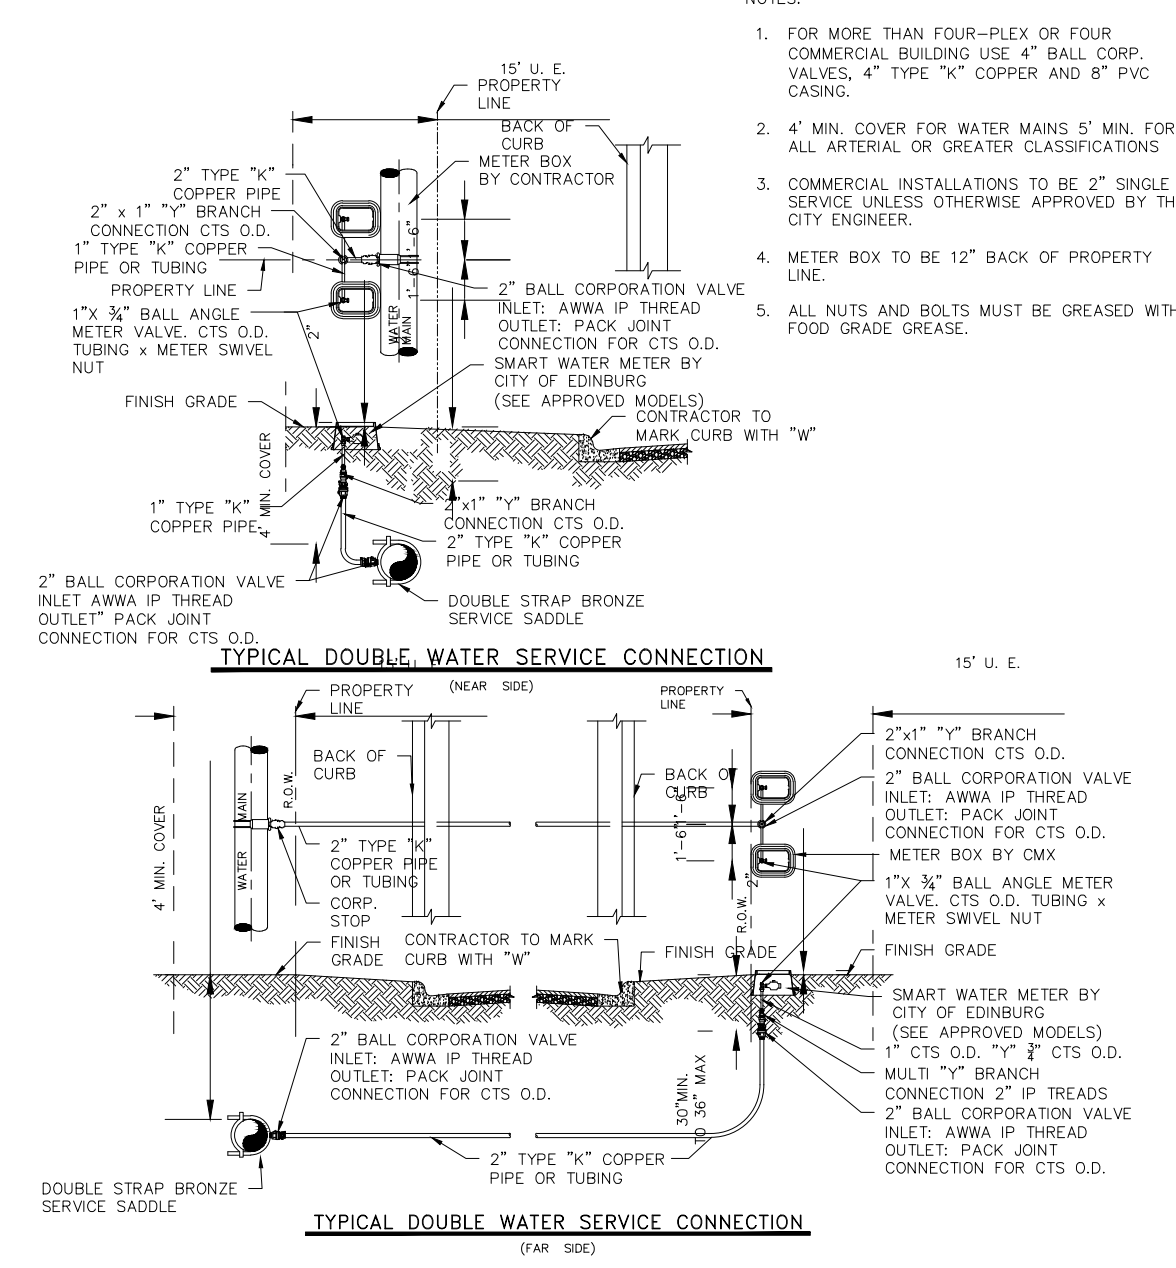 NOTES:
1. FOR MORE THAN FOUR-PLEX OR FOUR
COMMERCIAL BUILDING USE 4" BALL CORP.
VALVES, 4" TYPE "K" COPPER AND 8" PVC
CASING.
2. 4' MIN. COVER FOR WATER MAINS 5' MIN. FOR
ALL ARTERIAL OR GREATER CLASSIFICATIONS
3. COMMERCIAL INSTALLATIONS TO BE 2" SINGLE
SERVICE UNLESS OTHERWISE APPROVED BY TH
CITY ENGINEER.
4. METER BOX TO BE 12" BACK OF PROPERTY
LINE.
5. ALL NUTS AND BOLTS MUST BE GREASED WITH
FOOD GRADE GREASE.
15' U. E.
PROPERTY
LINE
BACK OF
CURB
METER BOX
BY CONTRACTOR
2" TYPE "K"
COPPER PIPE
2" x 1" "Y" BRANCH
CONNECTION CTS O.D.
1" TYPE "K" COPPER
PIPE OR TUBING
PROPERTY LINE
1"X ¾" BALL ANGLE
METER VALVE. CTS O.D.
TUBING x METER SWIVEL
NUT
2"
WATER
MAIN
1'-6"
1'-6"
2" BALL CORPORATION VALVE
INLET: AWWA IP THREAD
OUTLET: PACK JOINT
CONNECTION FOR CTS O.D.
SMART WATER METER BY
CITY OF EDINBURG
(SEE APPROVED MODELS)
FINISH GRADE
CONTRACTOR TO
MARK CURB WITH "W"
4' MIN. COVER
1" TYPE "K"
COPPER PIPE
2"x1" "Y" BRANCH
CONNECTION CTS O.D.
2" TYPE "K" COPPER
PIPE OR TUBING
2" BALL CORPORATION VALVE
INLET AWWA IP THREAD
OUTLET" PACK JOINT
CONNECTION FOR CTS O.D.
DOUBLE STRAP BRONZE
SERVICE SADDLE
TYPICAL DOUBLE WATER SERVICE CONNECTION
(NEAR SIDE)
15' U. E.
15' U. E.
PROPERTY
LINE
PROPERTY
LINE
BACK OF
CURB
BACK OF
CURB
2"x1" "Y" BRANCH
CONNECTION CTS O.D.
2" BALL CORPORATION VALVE
INLET: AWWA IP THREAD
OUTLET: PACK JOINT
CONNECTION FOR CTS O.D.
METER BOX BY CMX
1"X ¾" BALL ANGLE METER
VALVE. CTS O.D. TUBING x
METER SWIVEL NUT
4' MIN. COVER
WATER MAIN
R.O.W.
2" TYPE "K"
COPPER PIPE
OR TUBING
CORP.
STOP
1'-6"
1'-6"
2"
R.O.W.
FINISH
GRADE
CONTRACTOR TO MARK
CURB WITH "W"
FINISH GRADE
FINISH GRADE
SMART WATER METER BY
CITY OF EDINBURG
(SEE APPROVED MODELS)
1" CTS O.D. "Y" ¾" CTS O.D.
MULTI "Y" BRANCH
CONNECTION 2" IP TREADS
2" BALL CORPORATION VALVE
INLET: AWWA IP THREAD
OUTLET: PACK JOINT
CONNECTION FOR CTS O.D.
2" BALL CORPORATION VALVE
INLET: AWWA IP THREAD
OUTLET: PACK JOINT
CONNECTION FOR CTS O.D.
30"MIN.
TO 36" MAX
2" TYPE "K" COPPER
PIPE OR TUBING
DOUBLE STRAP BRONZE
SERVICE SADDLE
TYPICAL DOUBLE WATER SERVICE CONNECTION
(FAR SIDE)